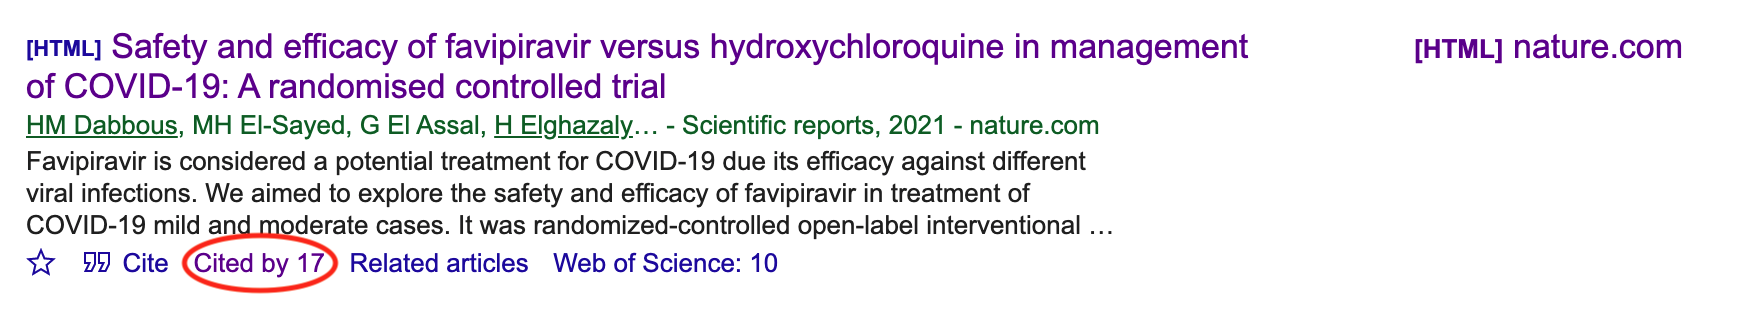 [HTML] Safety and efficacy of favipiravir versus hydroxychloroquine in management
of COVID-19: A randomised controlled trial
[HTML] nature.com
HM Dabbous, MH El-Sayed, G El Assal, H Elghazaly… - Scientific reports, 2021 - nature.com
Favipiravir is considered a potential treatment for COVID-19 due its efficacy against different
viral infections. We aimed to explore the safety and efficacy of favipiravir in treatment of
COVID-19 mild and moderate cases. It was randomized-controlled open-label interventional …
Cite Cited by 17 Related articles Web of Science: 10